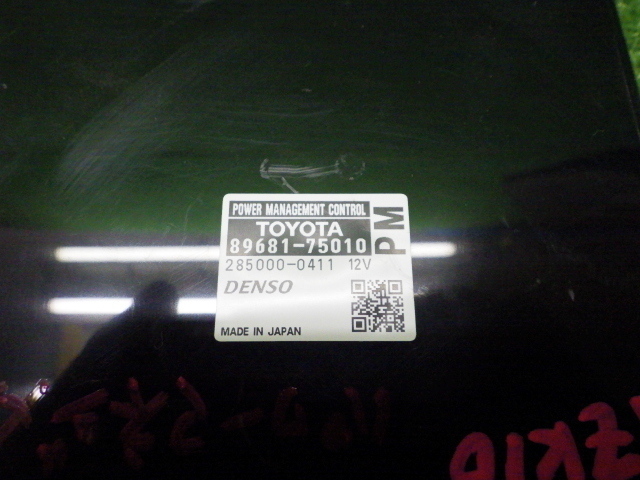 POWER MANAGEMENT CONTROL
TOYOTA
89681-75010
PM
285000-0411 12V
DENSO
MADE IN JAPAN